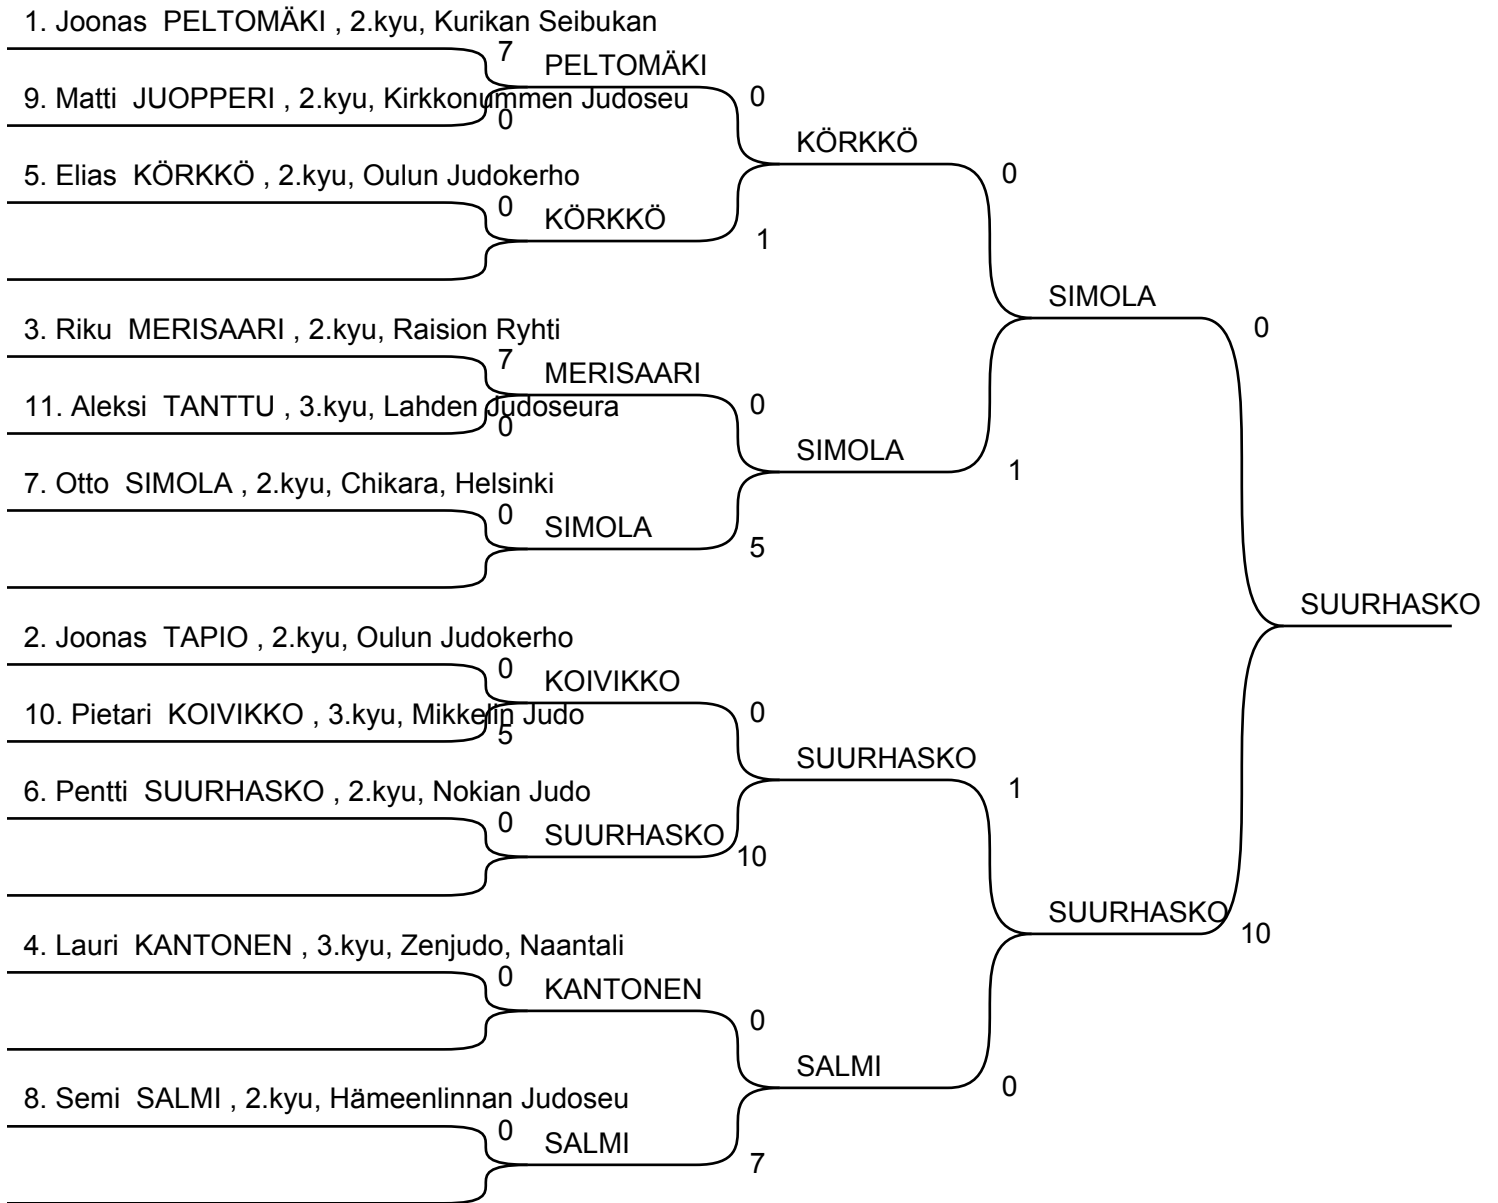 1. Joonas PELTOMÄKI , 2.kyu, Kurikan Seibukan
7
PELTOMÄKI
9. Matti JUOPPERI , 2.kyu, Kirkkonummen Judoseu
0
0
KÖRKKÖ
5. Elias KÖRKKÖ , 2.kyu, Oulun Judokerho
0
0
KÖRKKÖ
1
SIMOLA
3. Riku MERISAARI , 2.kyu, Raision Ryhti
0
7
MERISAARI
11. Aleksi TANTTU , 3.kyu, Lahden Judoseura
0
0
SIMOLA
1
7. Otto SIMOLA , 2.kyu, Chikara, Helsinki
0
SIMOLA
5
SUURHASKO
2. Joonas TAPIO , 2.kyu, Oulun Judokerho
0
KOIVIKKO
10. Pietari KOIVIKKO , 3.kyu, Mikkelin Judo
0
5
SUURHASKO
1
6. Pentti SUURHASKO , 2.kyu, Nokian Judo
0
SUURHASKO
10
SUURHASKO
10
4. Lauri KANTONEN , 3.kyu, Zenjudo, Naantali
0
KANTONEN
0
SALMI
0
8. Semi SALMI , 2.kyu, Hämeenlinnan Judoseu
0
SALMI
7